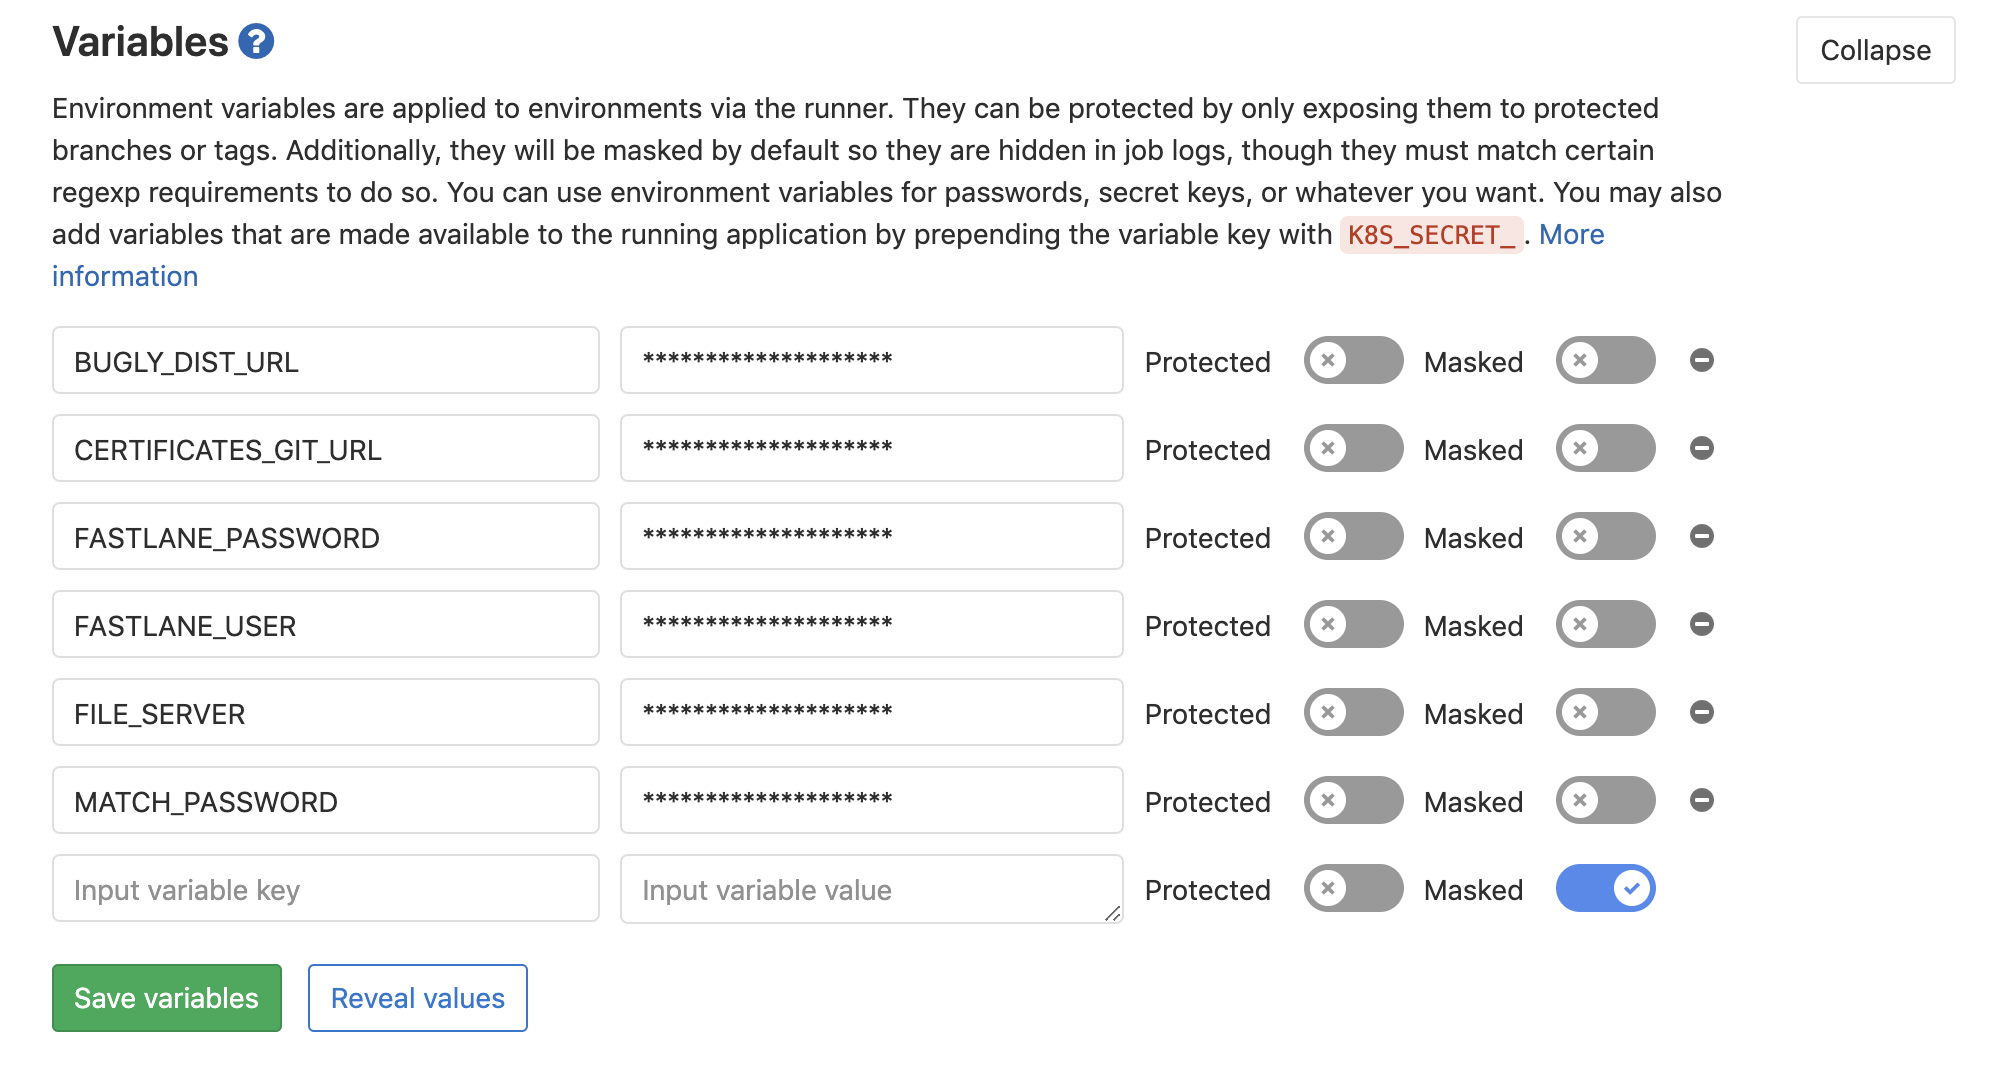 Variables ?
Collapse
Environment variables are applied to environments via the runner. They can be protected by only exposing them to protected
branches or tags. Additionally, they will be masked by default so they are hidden in job logs, though they must match certain
regexp requirements to do so. You can use environment variables for passwords, secret keys, or whatever you want. You may also
add variables that are made available to the running application by prepending the variable key with K8S_SECRET_. More
information
BUGLY_DIST_URL ******************** Protected Masked
CERTIFICATES_GIT_URL ******************** Protected Masked
FASTLANE_PASSWORD ******************** Protected Masked
FASTLANE_USER ******************** Protected Masked
FILE_SERVER ******************** Protected Masked
MATCH_PASSWORD ******************** Protected Masked
Input variable key Input variable value Protected Masked
Save variables Reveal values